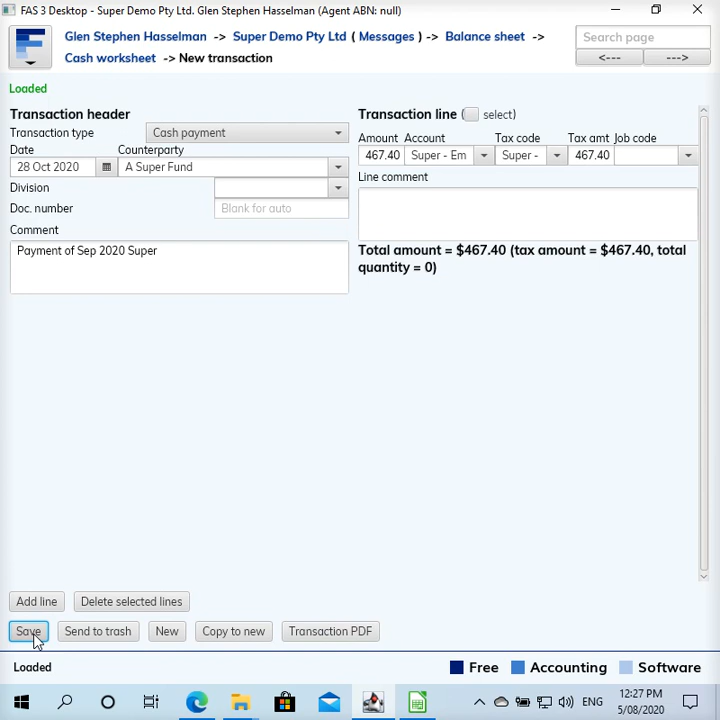 FAS 3 Desktop - Super Demo Pty Ltd. Glen Stephen Hasselman (Agent ABN: null)
Glen Stephen Hasselman -> Super Demo Pty Ltd ( Messages ) -> Balance sheet ->
Cash worksheet -> New transaction
Search page
<--- --->
Loaded
Transaction header
Transaction type Cash payment
Date Counterparty
28 Oct 2020 A Super Fund
Division
Doc. number Blank for auto
Comment
Payment of Sep 2020 Super
Transaction line ( select)
Amount Account Tax code Tax amt Job code
467.40 Super - Em Super - 467.40
Line comment
Total amount = $467.40 (tax amount = $467.40, total
quantity = 0)
Add line Delete selected lines
Save Send to trash New Copy to new Transaction PDF
Loaded Free Accounting Software
ENG 12:27 PM
5/08/2020